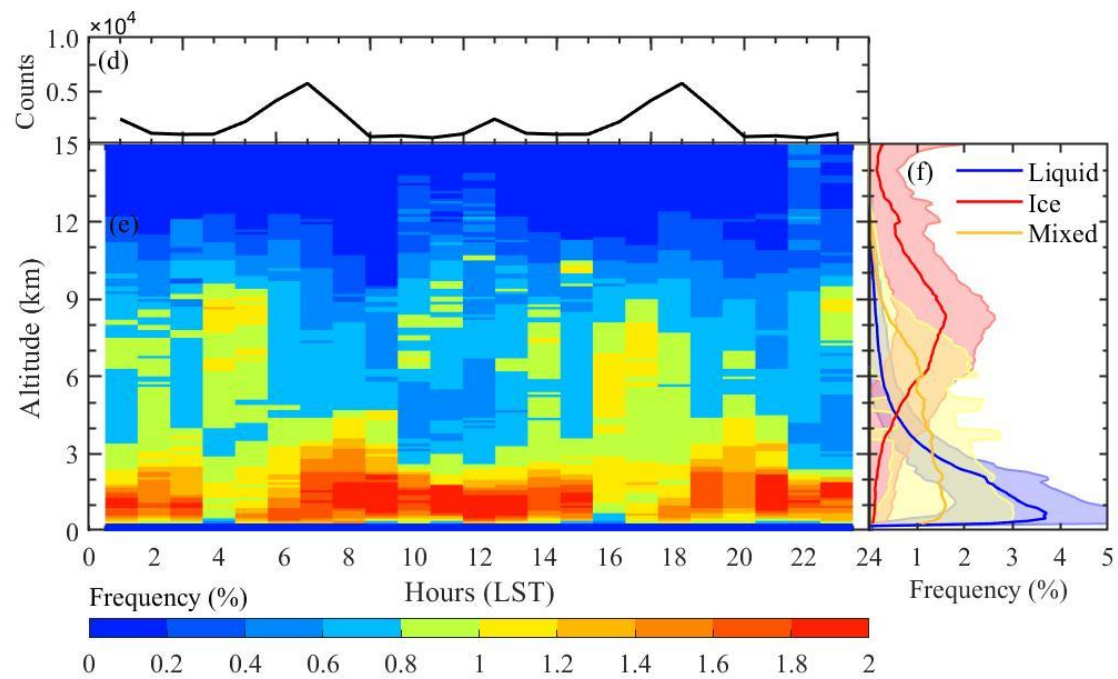 ×10⁴
1.0
(d)
0.5
Counts
15
12
9
6
3
0
Altitude (km)
(e)
(f)
Liquid
Ice
Mixed
0 2 4 6 8 10 12 14 16 18 20 22 24 1 2 3 4 5
Hours (LST)
Frequency (%)
Frequency (%)
0 0.2 0.4 0.6 0.8 1 1.2 1.4 1.6 1.8 2